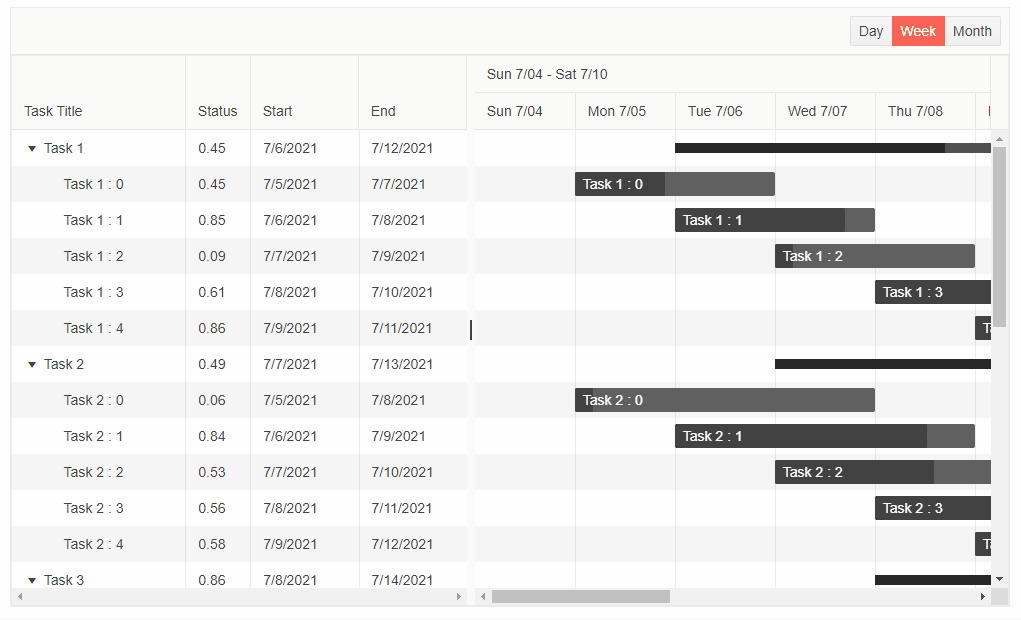 Day Week Month
Sun 7/04 - Sat 7/10
Task Title Status Start End Sun 7/04 Mon 7/05 Tue 7/06 Wed 7/07 Thu 7/08
Task 1 0.45 7/6/2021 7/12/2021
Task 1 : 0 0.45 7/5/2021 7/7/2021 Task 1 : 0
Task 1 : 1 0.85 7/6/2021 7/8/2021 Task 1 : 1
Task 1 : 2 0.09 7/7/2021 7/9/2021 Task 1 : 2
Task 1 : 3 0.61 7/8/2021 7/10/2021 Task 1 : 3
Task 1 : 4 0.86 7/9/2021 7/11/2021
Task 2 0.49 7/7/2021 7/13/2021
Task 2 : 0 0.06 7/5/2021 7/8/2021 Task 2 : 0
Task 2 : 1 0.84 7/6/2021 7/9/2021 Task 2 : 1
Task 2 : 2 0.53 7/7/2021 7/10/2021 Task 2 : 2
Task 2 : 3 0.56 7/8/2021 7/11/2021 Task 2 : 3
Task 2 : 4 0.58 7/9/2021 7/12/2021
Task 3 0.86 7/8/2021 7/14/2021